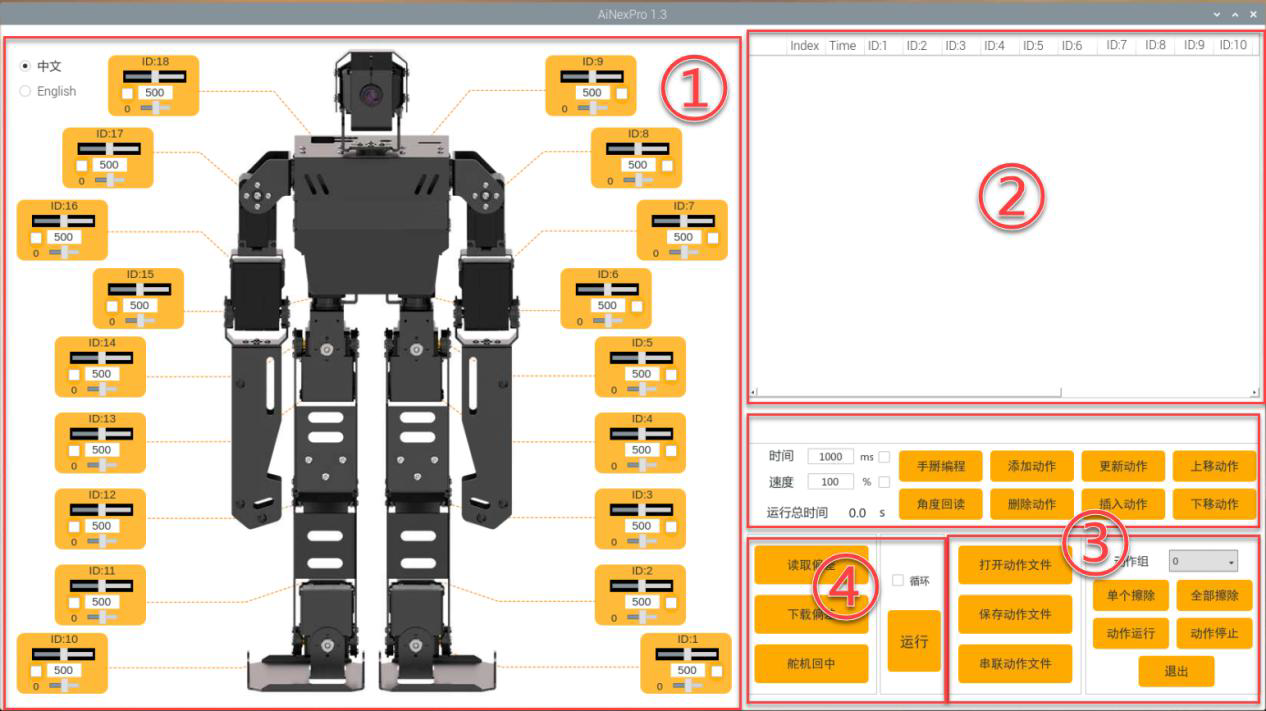 AiNexPro 1.3
中文
English
ID:18
500
0
ID:9
500
0
ID:17
500
0
ID:8
500
0
ID:16
500
0
ID:7
500
0
ID:15
500
0
ID:6
500
0
ID:14
500
0
ID:5
500
0
ID:13
500
0
ID:4
500
0
ID:12
500
0
ID:3
500
0
ID:11
500
0
ID:2
500
0
ID:10
500
0
ID:1
500
0
①
Index Time ID:1 ID:2 ID:3 ID:4 ID:5 ID:6 ID:7 ID:8 ID:9 ID:10
②
时间 1000 ms
速度 100 %
运行总时间 0.0 s
手掰编程 添加动作 更新动作 上移动作
角度回读 删除动作 插入动作 下移动作
③
读取偏差
下载偏差
舵机回中
④
循环
运行
打开动作文件
保存动作文件
串联动作文件
动作组 0
单个擦除 全部擦除
动作运行 动作停止
退出